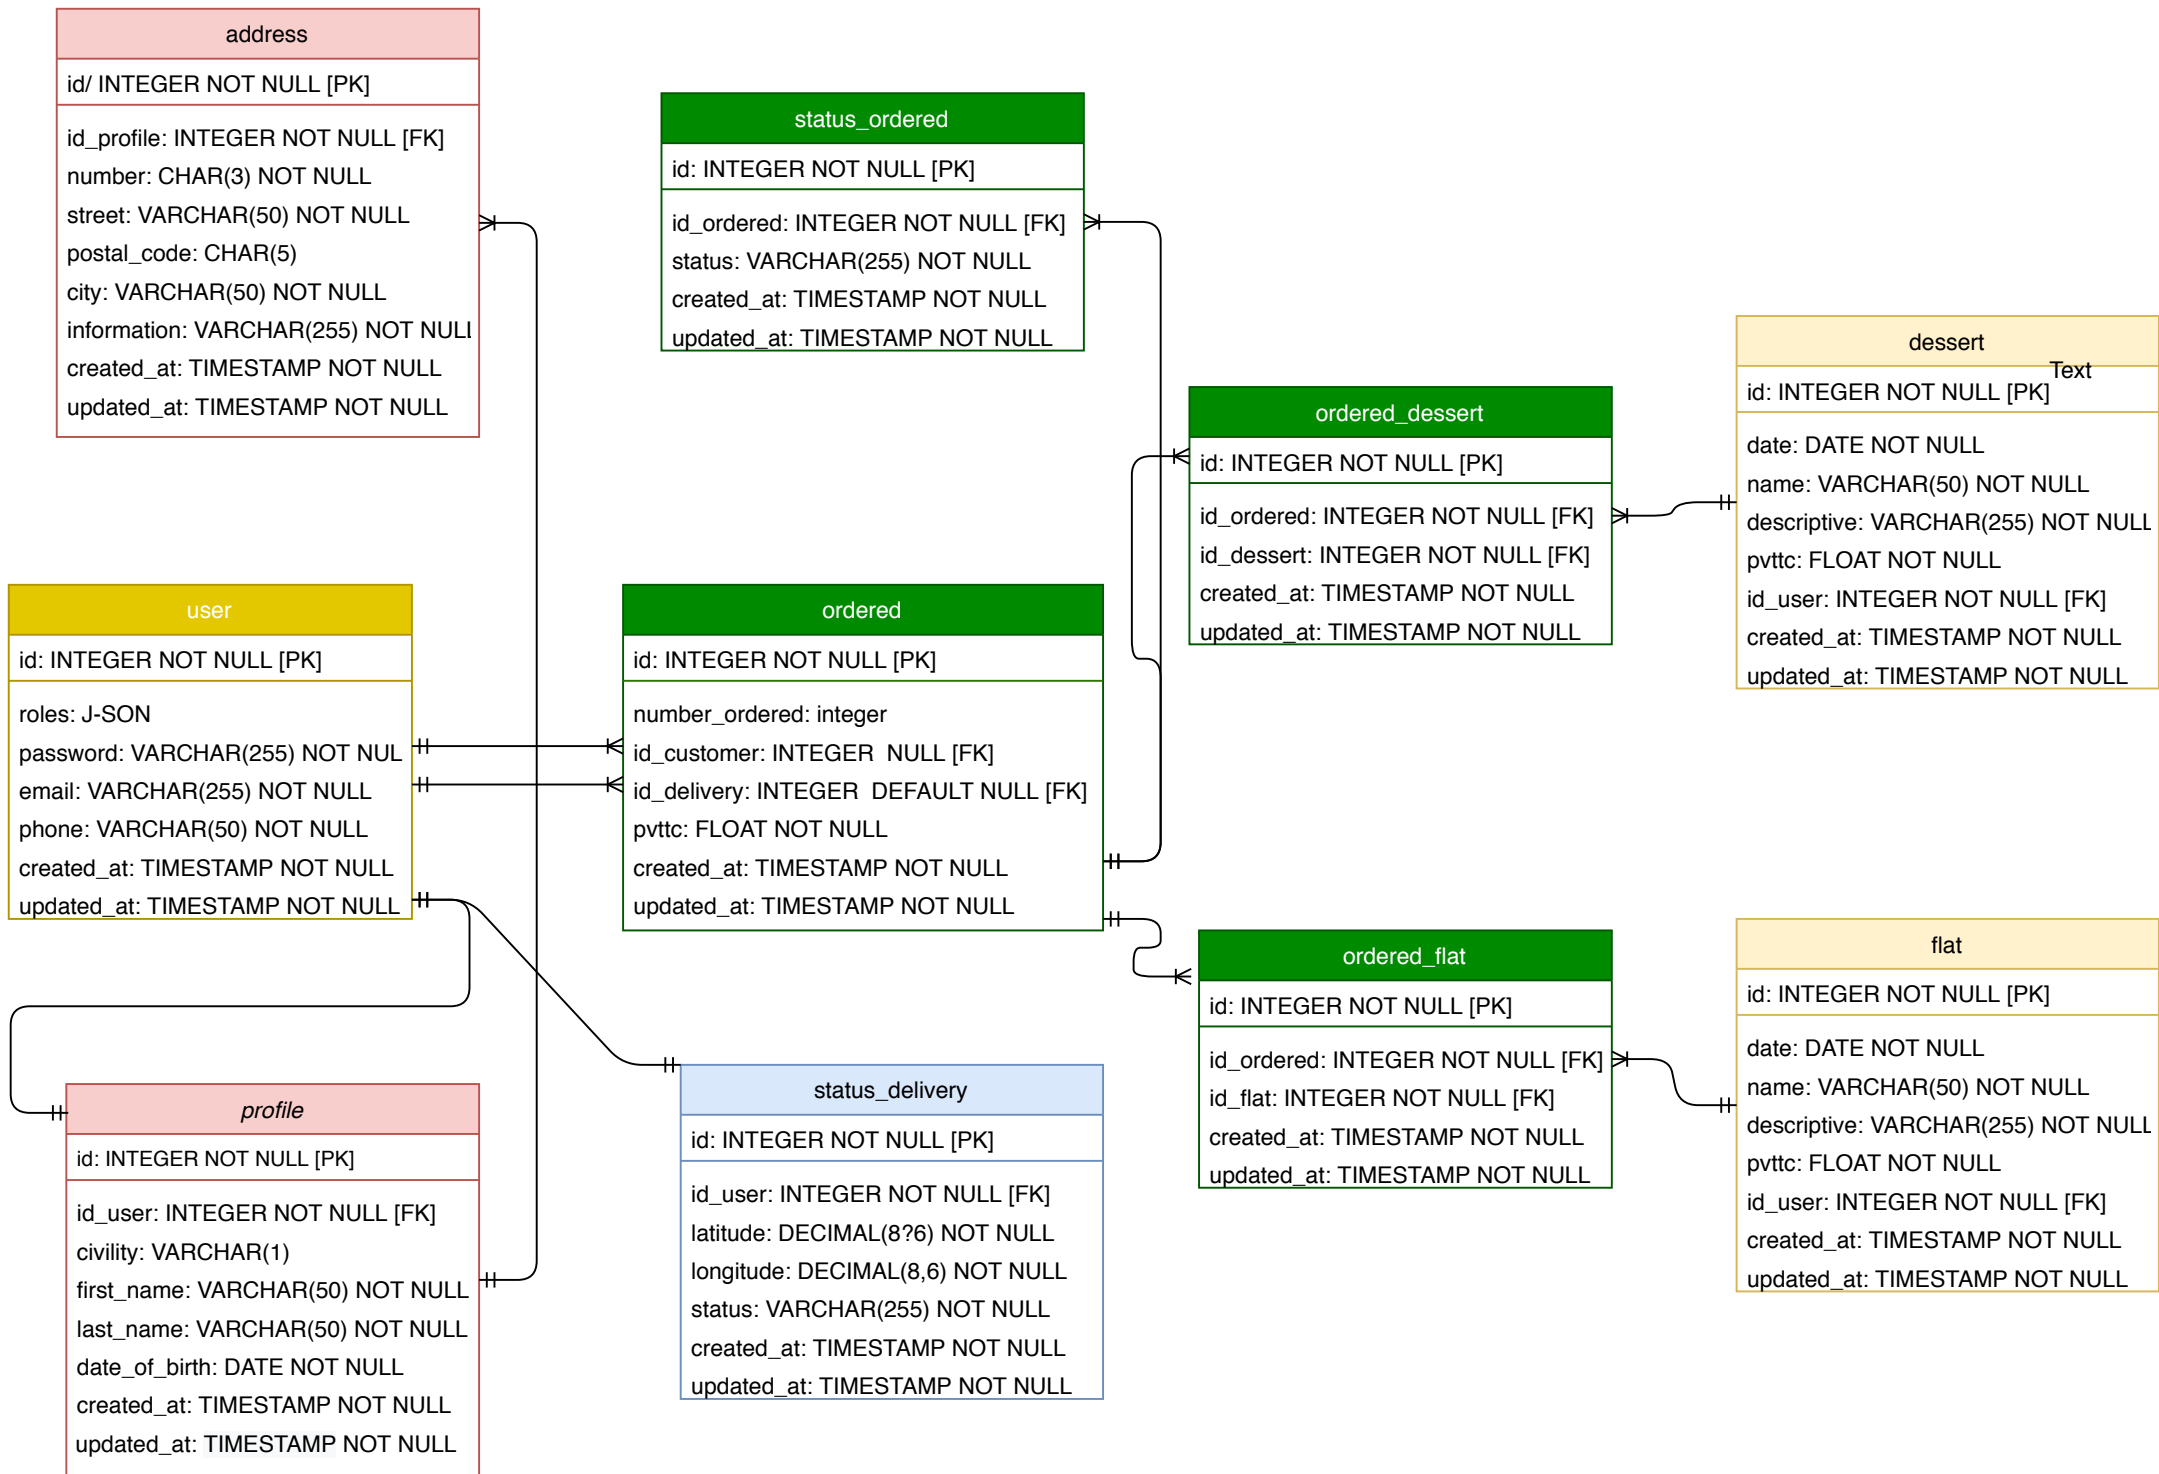 address
id/ INTEGER NOT NULL [PK]
id_profile: INTEGER NOT NULL [FK]
number: CHAR(3) NOT NULL
street: VARCHAR(50) NOT NULL
postal_code: CHAR(5)
city: VARCHAR(50) NOT NULL
information: VARCHAR(255) NOT NULL
created_at: TIMESTAMP NOT NULL
updated_at: TIMESTAMP NOT NULL
status_ordered
id: INTEGER NOT NULL [PK]
id_ordered: INTEGER NOT NULL [FK]
status: VARCHAR(255) NOT NULL
created_at: TIMESTAMP NOT NULL
updated_at: TIMESTAMP NOT NULL
dessert
Text
id: INTEGER NOT NULL [PK]
date: DATE NOT NULL
name: VARCHAR(50) NOT NULL
descriptive: VARCHAR(255) NOT NULL
pvttc: FLOAT NOT NULL
id_user: INTEGER NOT NULL [FK]
created_at: TIMESTAMP NOT NULL
updated_at: TIMESTAMP NOT NULL
ordered_dessert
id: INTEGER NOT NULL [PK]
id_ordered: INTEGER NOT NULL [FK]
id_dessert: INTEGER NOT NULL [FK]
created_at: TIMESTAMP NOT NULL
updated_at: TIMESTAMP NOT NULL
user
id: INTEGER NOT NULL [PK]
roles: J-SON
password: VARCHAR(255) NOT NUL
email: VARCHAR(255) NOT NULL
phone: VARCHAR(50) NOT NULL
created_at: TIMESTAMP NOT NULL
updated_at: TIMESTAMP NOT NULL
ordered
id: INTEGER NOT NULL [PK]
number_ordered: integer
id_customer: INTEGER  NULL [FK]
id_delivery: INTEGER  DEFAULT NULL [FK]
pvttc: FLOAT NOT NULL
created_at: TIMESTAMP NOT NULL
updated_at: TIMESTAMP NOT NULL
ordered_flat
id: INTEGER NOT NULL [PK]
id_ordered: INTEGER NOT NULL [FK]
id_flat: INTEGER NOT NULL [FK]
created_at: TIMESTAMP NOT NULL
updated_at: TIMESTAMP NOT NULL
flat
id: INTEGER NOT NULL [PK]
date: DATE NOT NULL
name: VARCHAR(50) NOT NULL
descriptive: VARCHAR(255) NOT NULL
pvttc: FLOAT NOT NULL
id_user: INTEGER NOT NULL [FK]
created_at: TIMESTAMP NOT NULL
updated_at: TIMESTAMP NOT NULL
profile
id: INTEGER NOT NULL [PK]
id_user: INTEGER NOT NULL [FK]
civility: VARCHAR(1)
first_name: VARCHAR(50) NOT NULL
last_name: VARCHAR(50) NOT NULL
date_of_birth: DATE NOT NULL
created_at: TIMESTAMP NOT NULL
updated_at: TIMESTAMP NOT NULL
status_delivery
id: INTEGER NOT NULL [PK]
id_user: INTEGER NOT NULL [FK]
latitude: DECIMAL(8?6) NOT NULL
longitude: DECIMAL(8,6) NOT NULL
status: VARCHAR(255) NOT NULL
created_at: TIMESTAMP NOT NULL
updated_at: TIMESTAMP NOT NULL